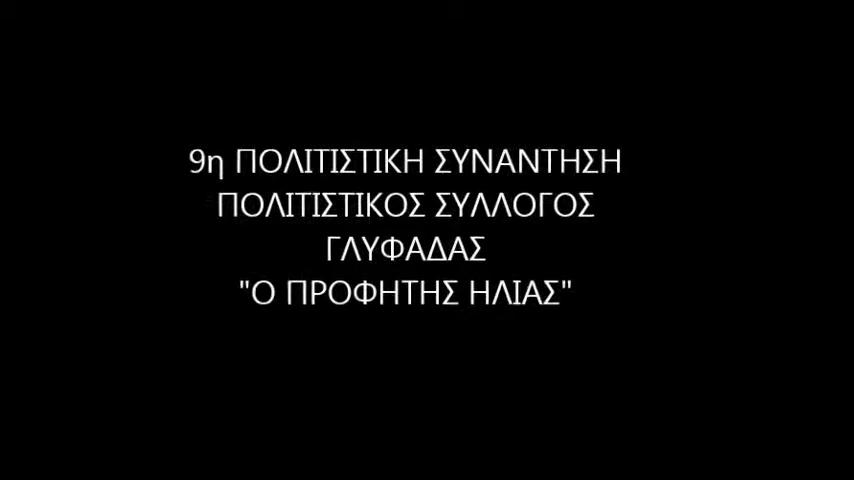 9η ΠΟΛΙΤΙΣΤΙΚΗ ΣΥΝΑΝΤΗΣΗ
ΠΟΛΙΤΙΣΤΙΚΟΣ ΣΥΛΛΟΓΟΣ
ΓΛΥΦΑΔΑΣ
"Ο ΠΡΟΦΗΤΗΣ ΗΛΙΑΣ"